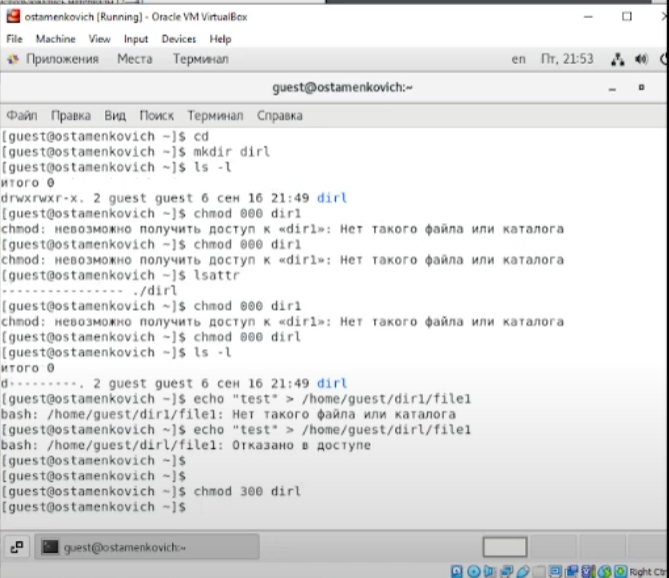 ostamenkovich [Running] - Oracle VM VirtualBox
File Machine View Input Devices Help
Приложения Места Терминал en Пт, 21:53
guest@ostamenkovich:~
Файл Правка Вид Поиск Терминал Справка
[guest@ostamenkovich ~]$ cd
[guest@ostamenkovich ~]$ mkdir dirl
[guest@ostamenkovich ~]$ ls -l
итого 0
drwxrwxr-x. 2 guest guest 6 сен 16 21:49 dirl
[guest@ostamenkovich ~]$ chmod 000 dir1
chmod: невозможно получить доступ к «dir1»: Нет такого файла или каталога
[guest@ostamenkovich ~]$ chmod 000 dir1
chmod: невозможно получить доступ к «dir1»: Нет такого файла или каталога
[guest@ostamenkovich ~]$ lsattr
---------------- ./dirl
[guest@ostamenkovich ~]$ chmod 000 dir1
chmod: невозможно получить доступ к «dir1»: Нет такого файла или каталога
[guest@ostamenkovich ~]$ chmod 000 dirl
[guest@ostamenkovich ~]$ ls -l
итого 0
d---------. 2 guest guest 6 сен 16 21:49 dirl
[guest@ostamenkovich ~]$ echo "test" > /home/guest/dir1/file1
bash: /home/guest/dir1/file1: Нет такого файла или каталога
[guest@ostamenkovich ~]$ echo "test" > /home/guest/dirl/file1
bash: /home/guest/dirl/file1: Отказано в доступе
[guest@ostamenkovich ~]$
[guest@ostamenkovich ~]$
[guest@ostamenkovich ~]$ chmod 300 dirl
[guest@ostamenkovich ~]$
guest@ostamenkovich:~
Right Ctr